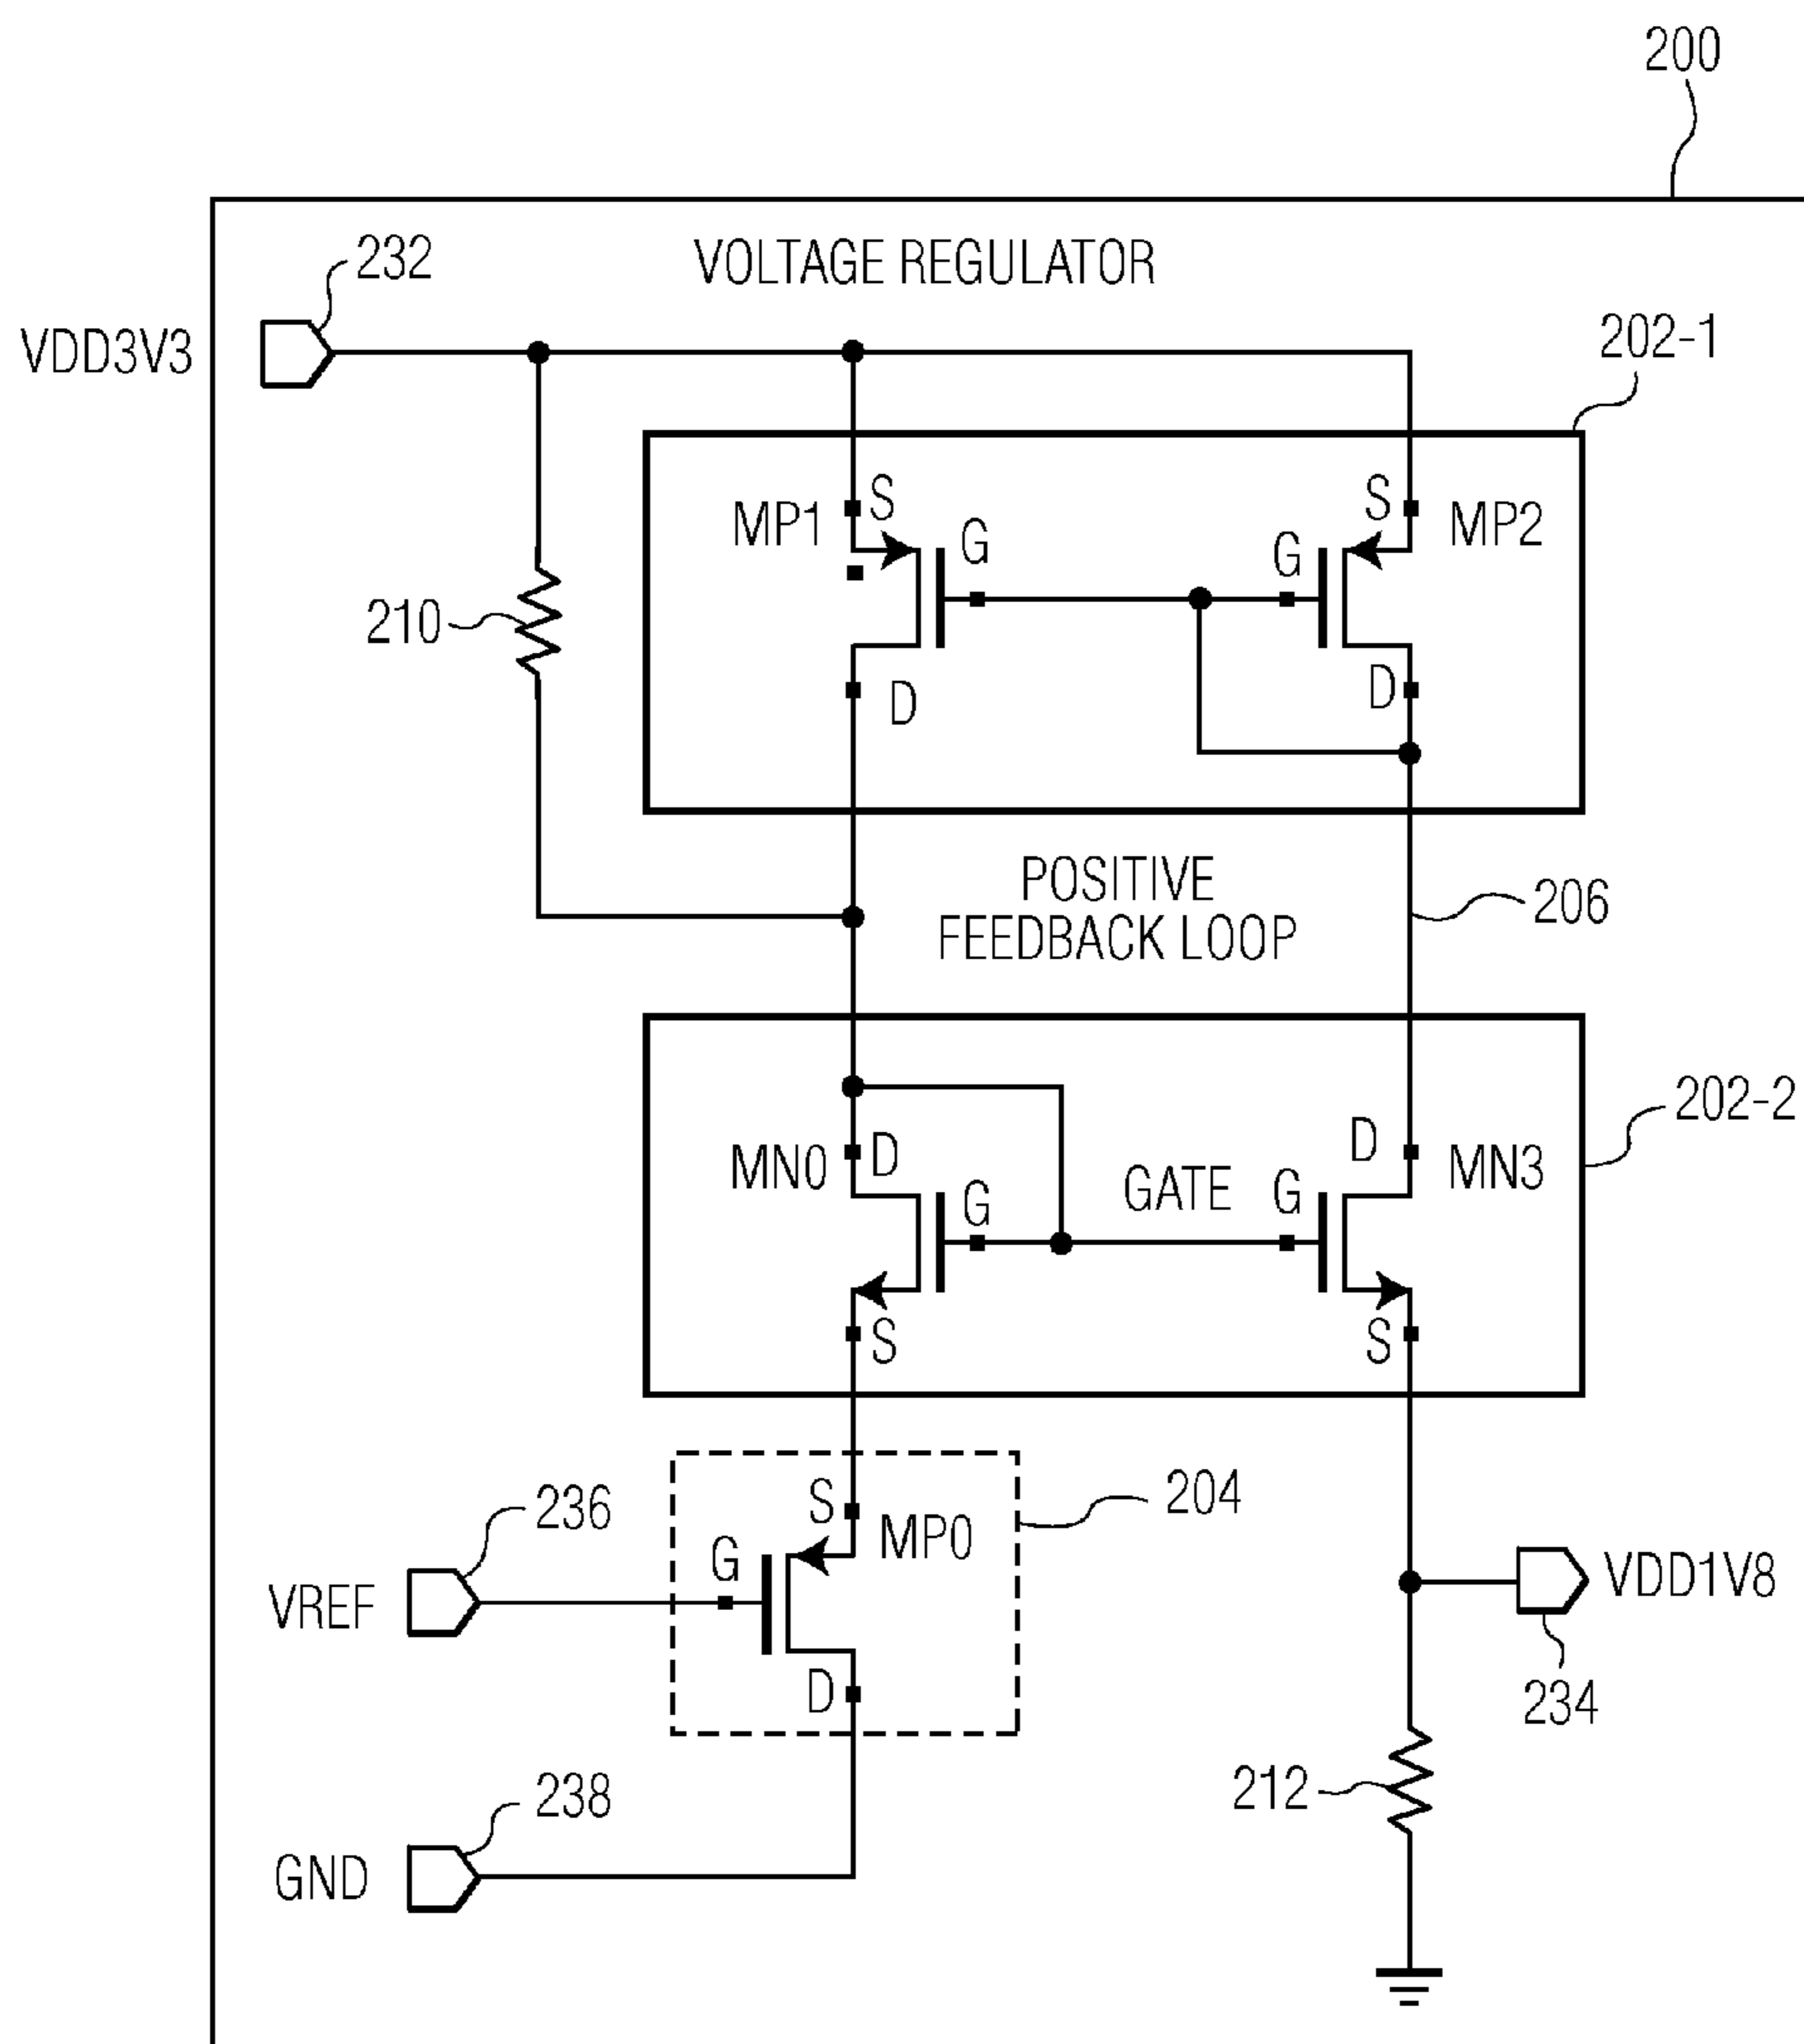 200
232
VOLTAGE REGULATOR
VDD3V3
202-1
MP1
S
G
G
S
MP2
210
D
D
POSITIVE
FEEDBACK LOOP
206
202-2
MN0
D
G
GATE
G
D
MN3
S
S
236
S
MP0
204
VREF
G
VDD1V8
D
234
238
212
GND